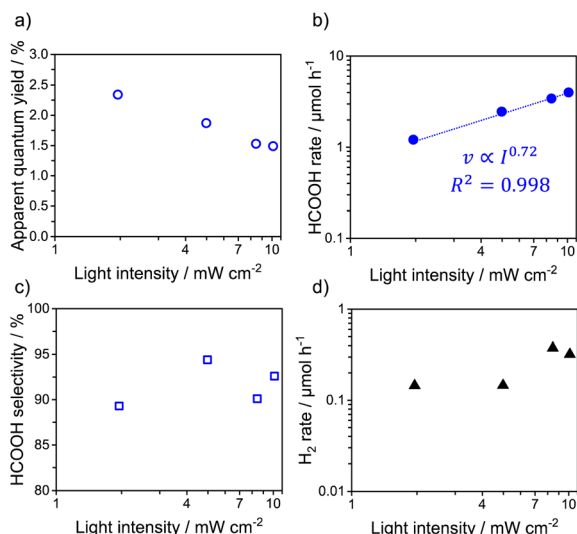 a)
Apparent quantum yield / %
3.0
2.5
2.0
1.5
1.0
0.5
0.0
1
4
7
10
Light intensity / mW cm⁻²
b)
HCOOH rate / µmol h⁻¹
10
1
0.1
v ∝ I^0.72
R² = 0.998
1
4
7
10
Light intensity / mW cm⁻²
c)
HCOOH selectivity / %
100
95
90
85
80
1
4
7
10
Light intensity / mW cm⁻²
d)
H₂ rate / µmol h⁻¹
1
0.1
0.01
1
4
7
10
Light intensity / mW cm⁻²